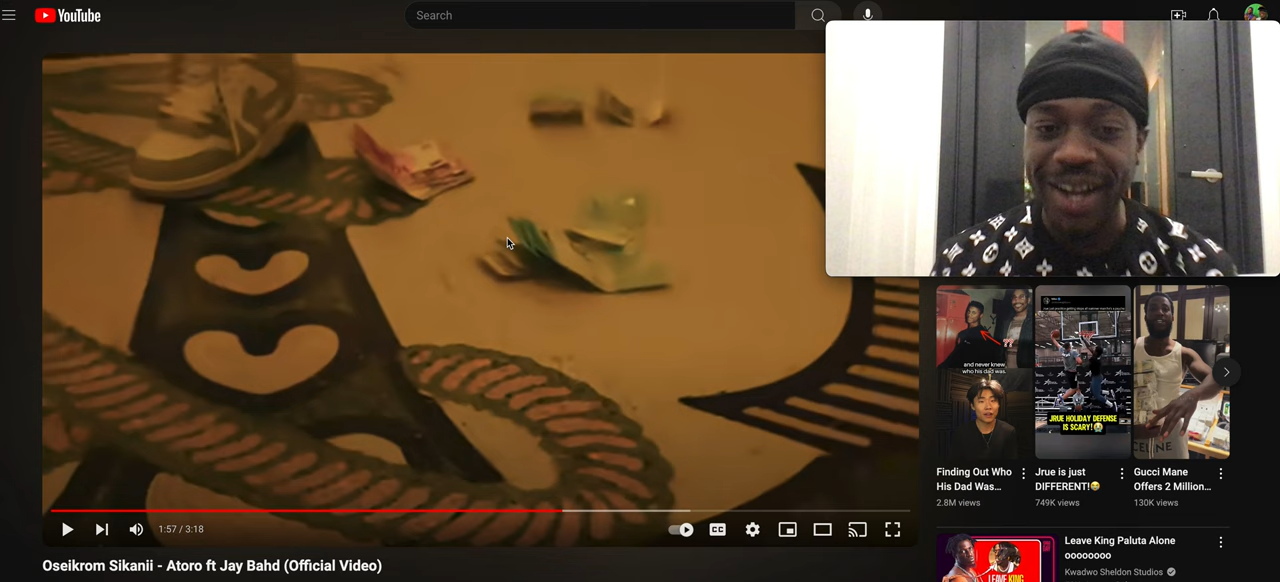 YouTube
Search
1:57 / 3:18
CC
Oseikrom Sikanii - Atoro ft Jay Bahd (Official Video)
and never knew
who his dad was.
JRUE HOLIDAY DEFENSE
IS SCARY!😭
CELINE
Finding Out Who
His Dad Was...
2.8M views
Jrue is just
DIFFERENT!😭
749K views
Gucci Mane
Offers 2 Million...
130K views
LEAVE KING
Leave King Paluta Alone
oooooooo
Kwadwo Sheldon Studios